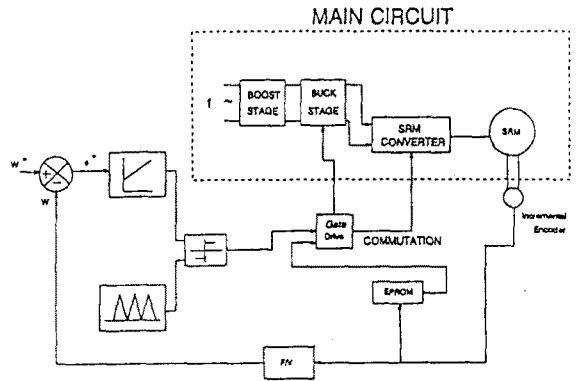 MAIN CIRCUIT
BOOST
STAGE
BUCK
STAGE
SRM
CONVERTER
SRM
Incremental
Encoder
w*
+
-
w
Gate
Drive
COMMUTATION
EPROM
F/V